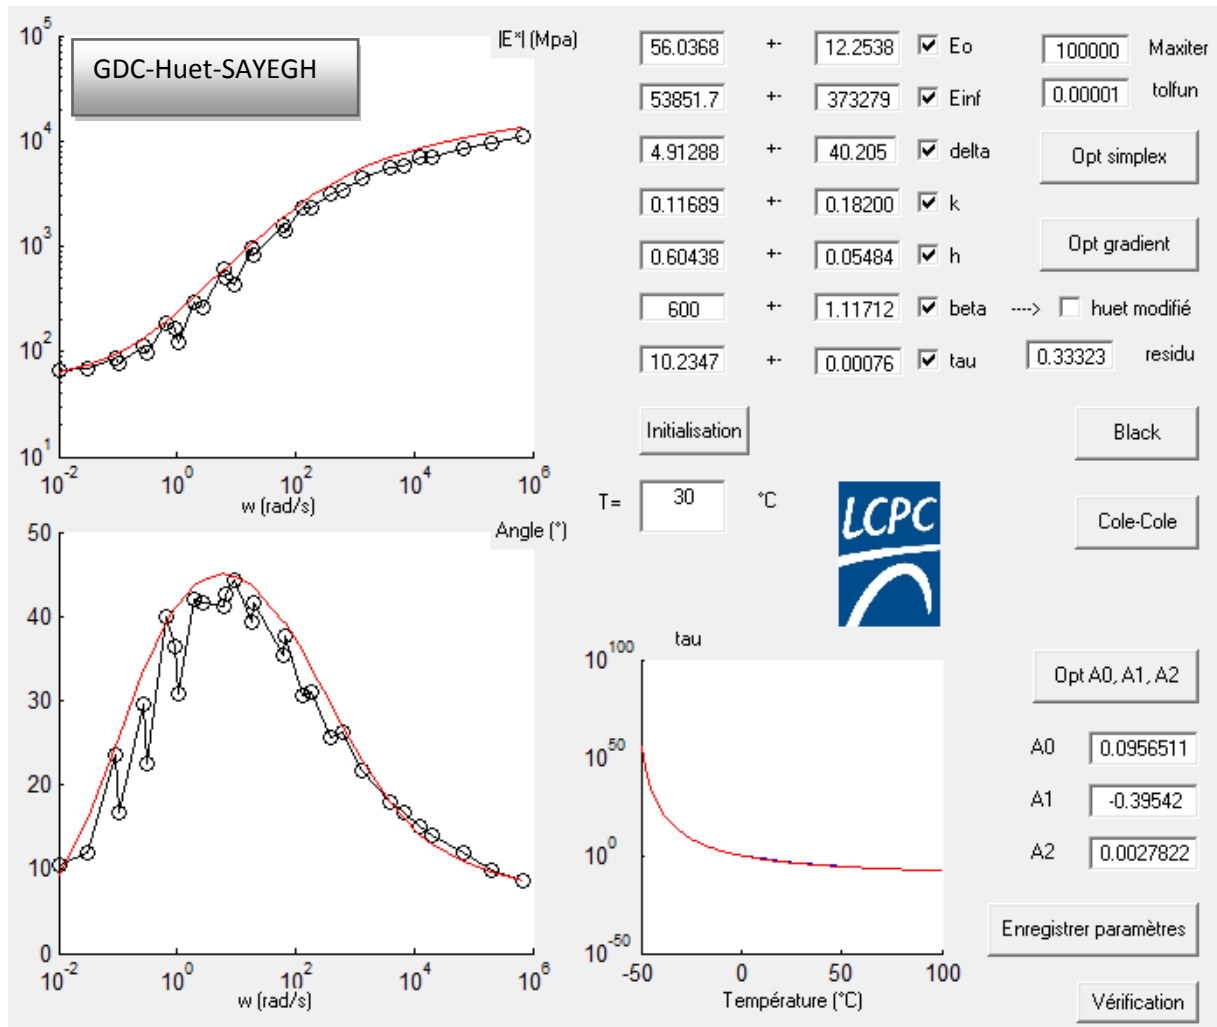 10^5
|E*| (Mpa)
GDC-Huet-SAYEGH
10^4
10^3
10^2
10^1
10^-2 10^0 10^2 10^4 10^6
w (rad/s)
56.0368 +- 12.2538 Eo
53851.7 +- 373279 Einf
4.91288 +- 40.205 delta
0.11689 +- 0.18200 k
0.60438 +- 0.05484 h
600 +- 1.11712 beta ----> huet modifié
10.2347 +- 0.00076 tau 0.33323 residu
100000 Maxiter
0.00001 tolfun
Opt simplex
Opt gradient
Initialisation
Black
T= 30 °C
LCPC
Cole-Cole
50
Angle (°)
40
30
20
10
0
10^-2 10^0 10^2 10^4 10^6
w (rad/s)
tau
10^100
10^50
10^0
10^-50
-50 0 50 100
Température (°C)
Opt A0, A1, A2
A0 0.0956511
A1 -0.39542
A2 0.0027822
Enregistrer paramètres
Vérification